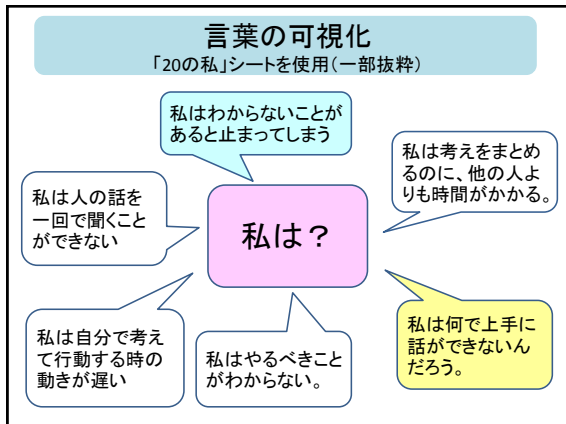 言葉の可視化
「20の私」シートを使用(一部抜粋)
私はわからないことが
あると止まってしまう
私は考えをまとめ
るのに、他の人よ
りも時間がかかる。
私は人の話を
一回で聞くこと
ができない
私は？
私は自分で考え
て行動する時の
動きが遅い
私はやるべきこと
がわからない。
私は何で上手に
話ができないん
だろう。